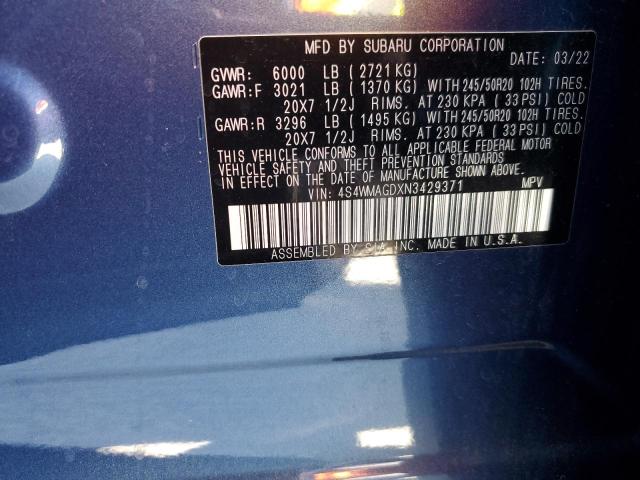 MFD BY SUBARU CORPORATION
DATE: 03/22
GVWR: 6000 LB (2721 KG)
GAWR:F 3021 LB (1370 KG) WITH 245/50R20 102H TIRES.
20X7 1/2J RIMS. AT 230 KPA (33 PSI) COLD
GAWR:R 3296 LB (1495 KG) WITH 245/50R20 102H TIRES.
20X7 1/2J RIMS. AT 230 KPA (33 PSI) COLD
THIS VEHICLE CONFORMS TO ALL APPLICABLE FEDERAL MOTOR
VEHICLE SAFETY AND THEFT PREVENTION STANDARDS
IN EFFECT ON THE DATE OF MANUFACTURE SHOWN ABOVE.
VIN: 4S4WMAGDXN3429371 MPV
ASSEMBLED BY SIA, INC. MADE IN U.S.A.